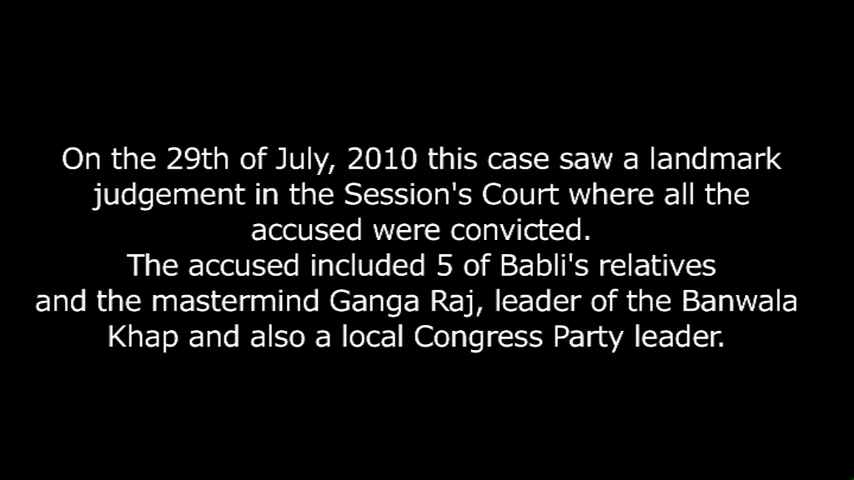 On the 29th of July, 2010 this case saw a landmark
judgement in the Session's Court where all the
accused were convicted.
The accused included 5 of Babli's relatives
and the mastermind Ganga Raj, leader of the Banwala
Khap and also a local Congress Party leader.